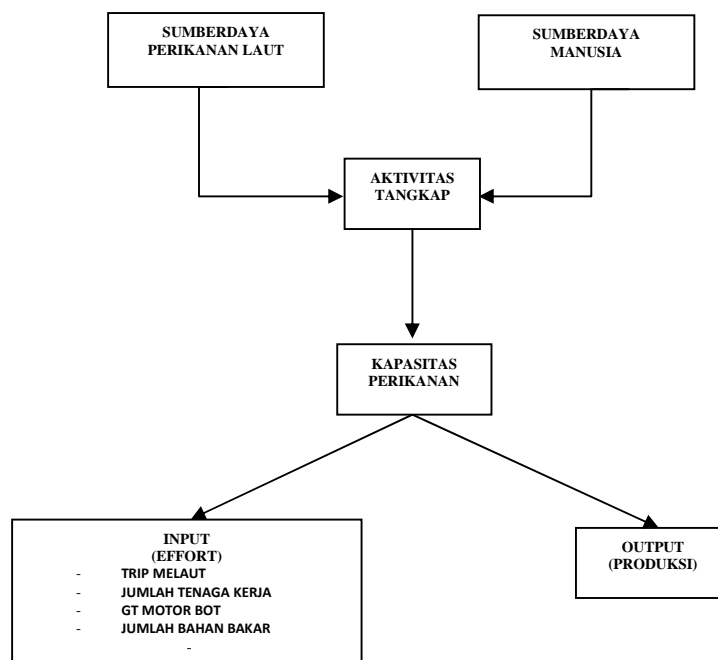 SUMBERDAYA
PERIKANAN LAUT
SUMBERDAYA
MANUSIA
AKTIVITAS
TANGKAP
KAPASITAS
PERIKANAN
INPUT
(EFFORT)
- TRIP MELAUT
- JUMLAH TENAGA KERJA
- GT MOTOR BOT
- JUMLAH BAHAN BAKAR
-
OUTPUT
(PRODUKSI)